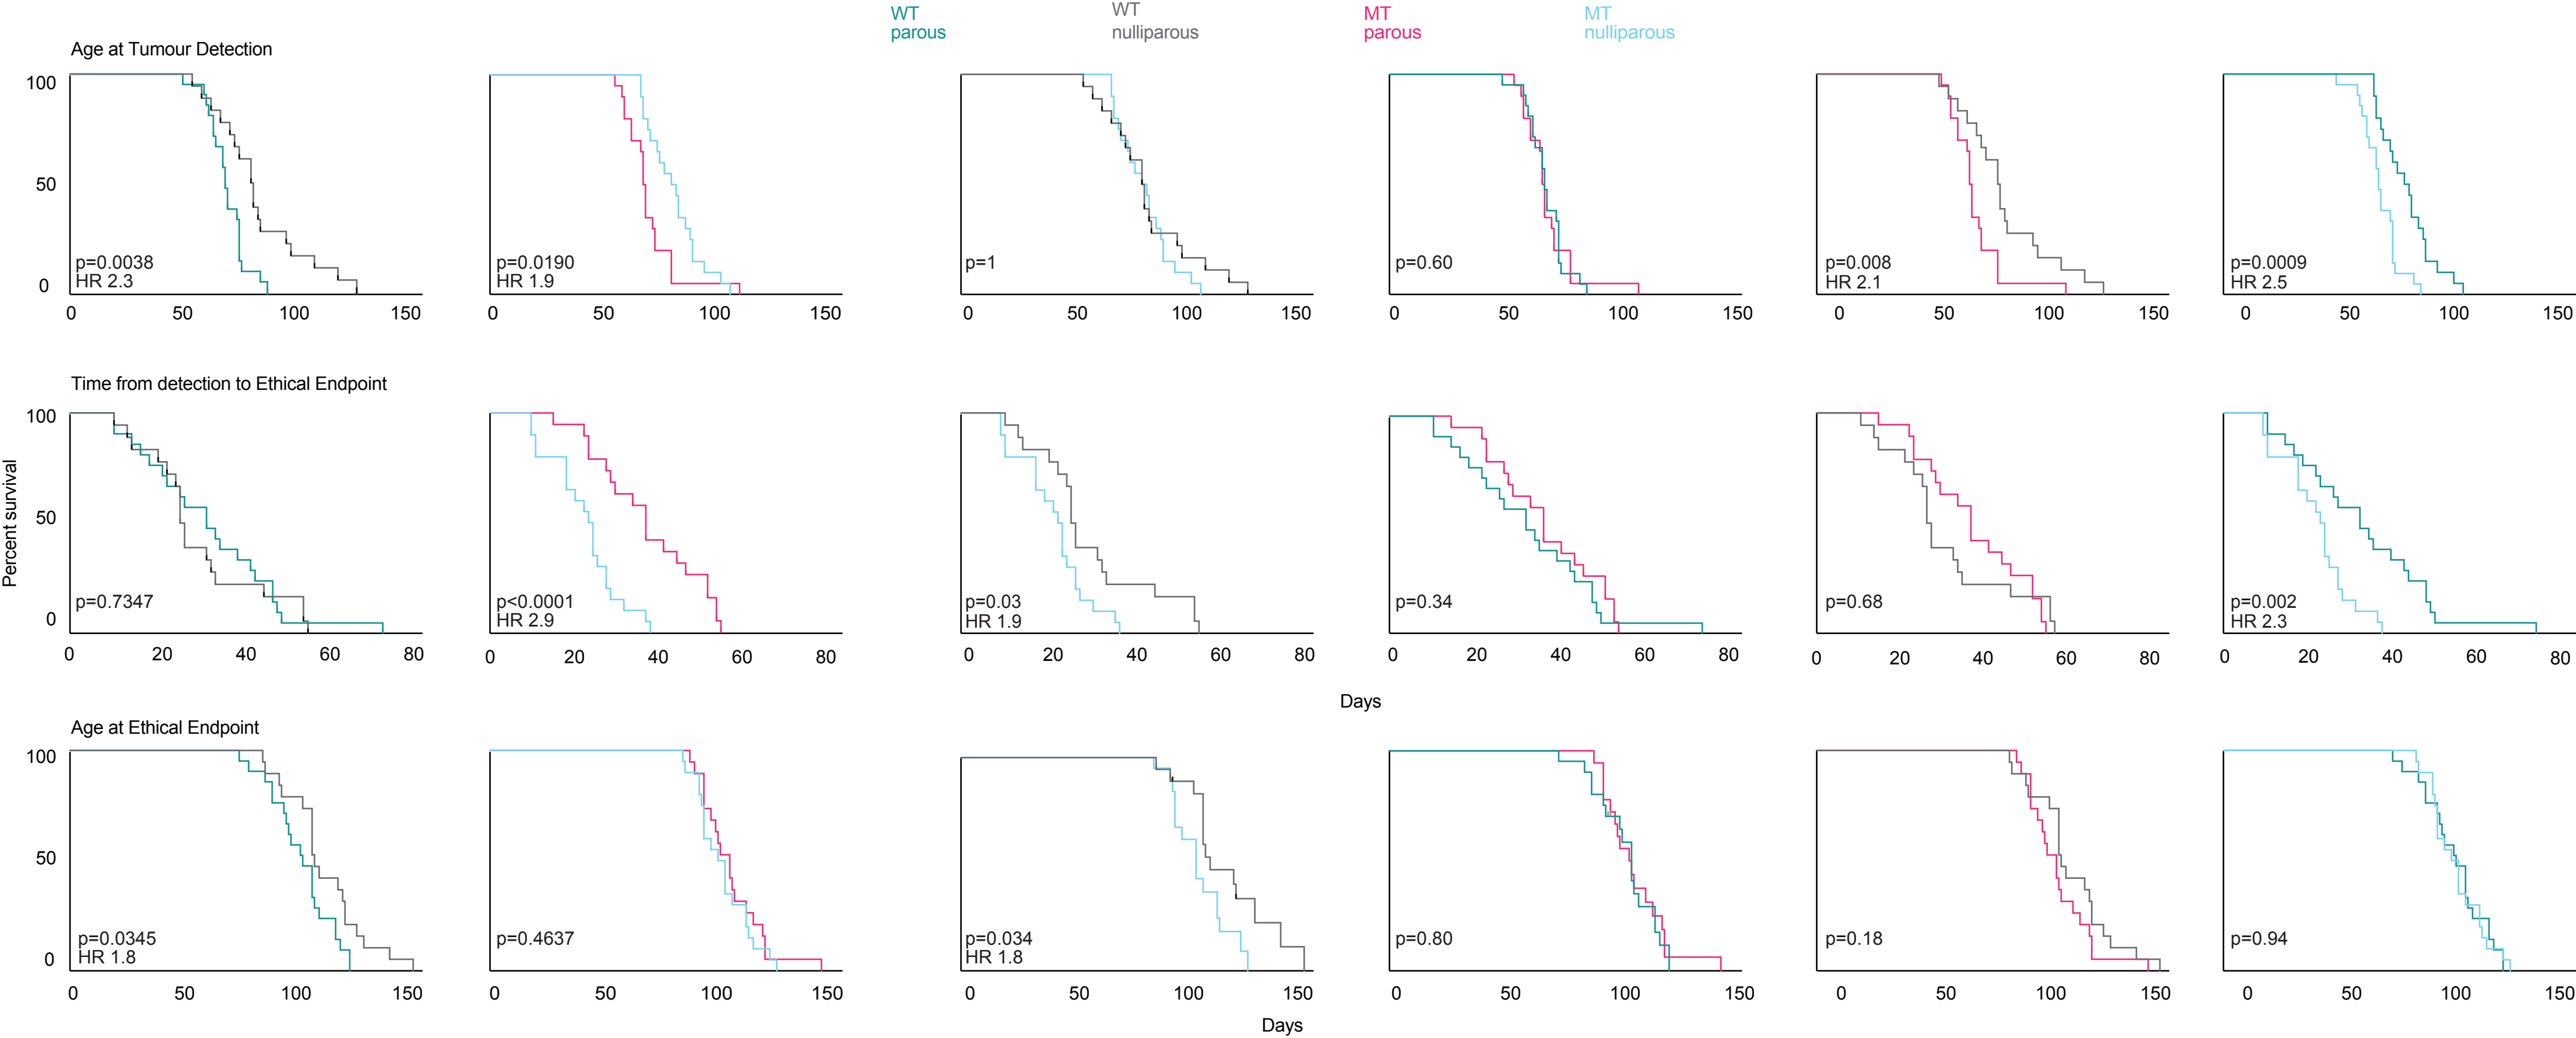 WT
parous
WT
nulliparous
MT
parous
MT
nulliparous
Age at Tumour Detection
100
50
0
p=0.0038
HR 2.3
0 50 100 150
p=0.0190
HR 1.9
0 50 100 150
p=1
0 50 100 150
p=0.60
0 50 100 150
p=0.008
HR 2.1
0 50 100 150
p=0.0009
HR 2.5
0 50 100 150
Percent survival
Time from detection to Ethical Endpoint
100
50
0
p=0.7347
0 20 40 60 80
p<0.0001
HR 2.9
0 20 40 60 80
p=0.03
HR 1.9
0 20 40 60 80
p=0.34
0 20 40 60 80
p=0.68
0 20 40 60 80
p=0.002
HR 2.3
0 20 40 60 80
Days
Age at Ethical Endpoint
100
50
0
p=0.0345
HR 1.8
0 50 100 150
p=0.4637
0 50 100 150
p=0.034
HR 1.8
0 50 100 150
p=0.80
0 50 100 150
p=0.18
0 50 100 150
p=0.94
0 50 100 150
Days